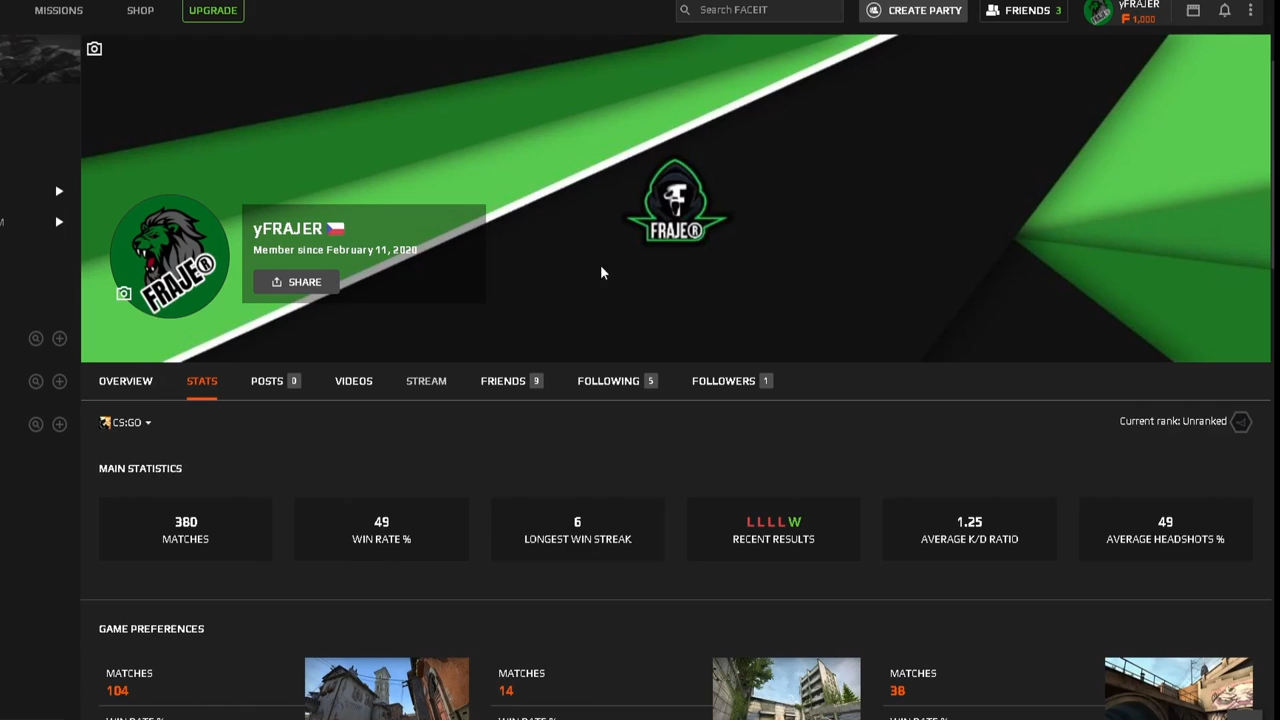 MISSIONS
SHOP
UPGRADE
Search FACEIT
CREATE PARTY
FRIENDS 3
yFRAJER
1,000
FRAJE®
FRAJE®
yFRAJER
Member since February 11, 2020
SHARE
OVERVIEW
STATS
POSTS 0
VIDEOS
STREAM
FRIENDS 9
FOLLOWING 5
FOLLOWERS 1
CS:GO
Current rank: Unranked
MAIN STATISTICS
380
MATCHES
49
WIN RATE %
6
LONGEST WIN STREAK
L L L L W
RECENT RESULTS
1.25
AVERAGE K/D RATIO
49
AVERAGE HEADSHOTS %
GAME PREFERENCES
MATCHES
104
MATCHES
14
MATCHES
38